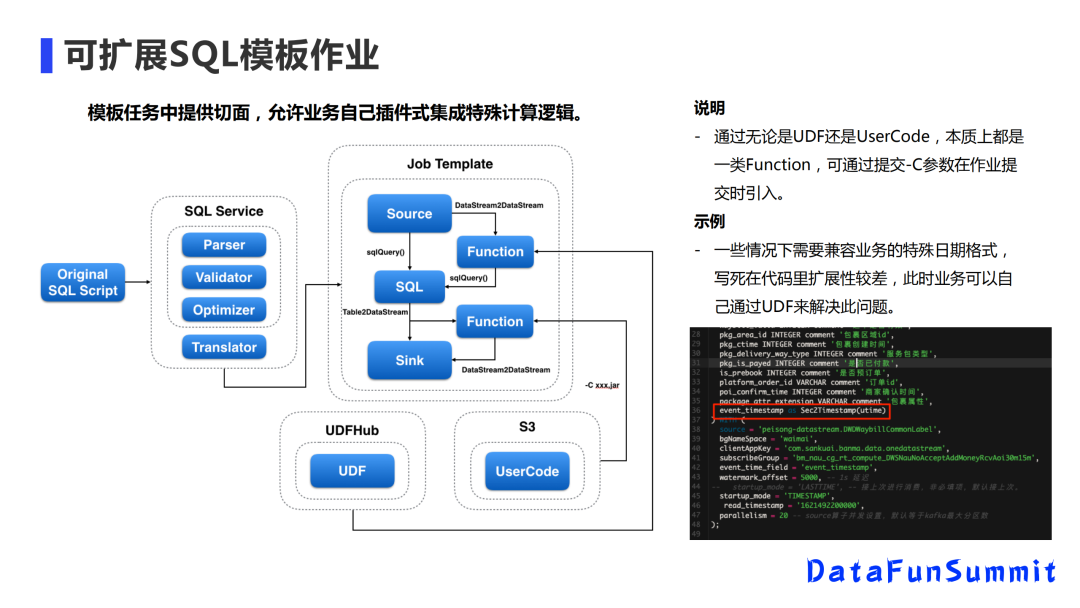 可扩展SQL模板作业
模板任务中提供切面，允许业务自己插件式集成特殊计算逻辑。
Original
SQL Script
SQL Service
Parser
Validator
Optimizer
Translator
Job Template
Source
DataStream2DataStream
Function
sqlQuery()
sqlQuery()
SQL
Table2DataStream
Function
Sink
DataStream2DataStream
-C xxx.jar
UDFHub
UDF
S3
UserCode
说明
- 通过无论是UDF还是UserCode，本质上都是
一类Function，可通过提交-C参数在作业提
交时引入。
示例
- 一些情况下需要兼容业务的特殊日期格式，
写死在代码里扩展性较差，此时业务可以自
己通过UDF来解决此问题。
28 pkg_area_id INTEGER comment '包裹区域id',
29 pkg_ctime INTEGER comment '包裹创建时间',
30 pkg_delivery_way_type INTEGER comment '服务包类型',
31 pkg_is_payed INTEGER comment '是否已付款',
32 is_prebook INTEGER comment '是否预订单',
33 platform_order_id VARCHAR comment '订单id',
34 poi_confirm_time INTEGER comment '商家确认时间',
35 package_attr_extension VARCHAR comment '包裹属性',
36 event_timestamp as Sec2Timestamp(utime)
37 ) with (
38 source = 'peisong-datastream.DWDWaybillCommonLabel',
39 bgNameSpace = 'waimai',
40 clientAppKey = 'com.sankuai.banma.data.onedatastream',
41 subscribeGroup = 'bm_nau_cg_rt_compute_DWSNauNoAcceptAddMoneyRcvAoi30m15m',
42 event_time_field = 'event_timestamp',
43 watermark_offset = 5000, -- 1s 延迟
44 -- startup_mode = 'LASTTIME', -- 接上次进行消费，非必填项，默认接上次。
45 startup_mode = 'TIMESTAMP',
46 read_timestamp = '1621492200000',
47 parallelism = 20 -- source算子并发设置，默认等于kafka最大分区数
48 );
49
DataFunSummit